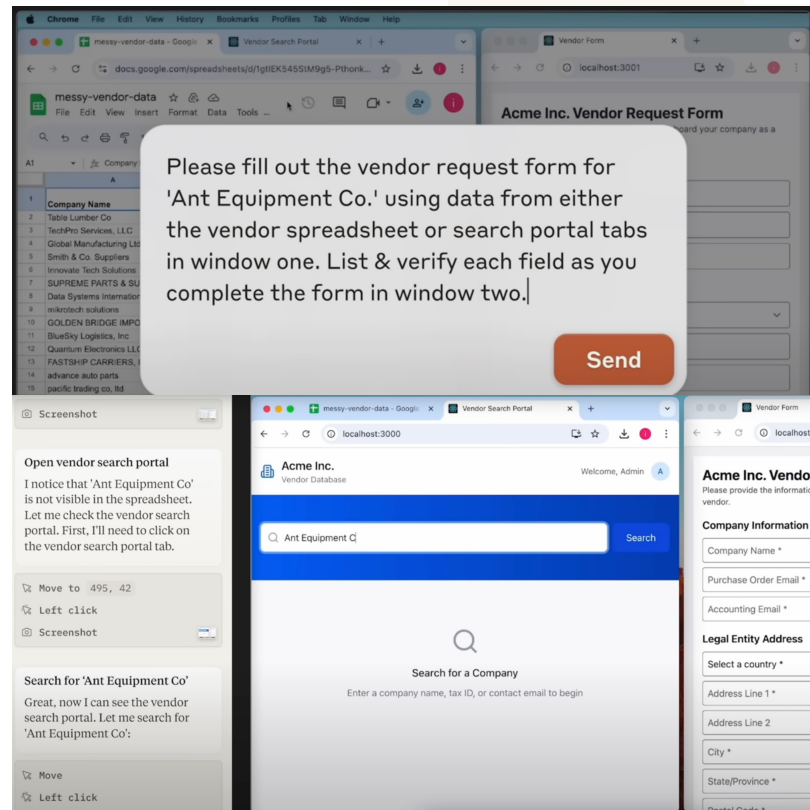 Chrome File Edit View History Bookmarks Profiles Tab Window Help
messy-vendor-data - Google
Vendor Search Portal
docs.google.com/spreadsheets/d/1gtIEK545StM9g5-Pthonk...
messy-vendor-data
File Edit View Insert Format Data Tools ...
A1
Company
A
1 Company Name
2 Table Lumber Co
3 TechPro Services, LLC
4 Global Manufacturing Ltd
5 Smith & Co. Suppliers
6 Innovate Tech Solutions
7 SUPREME PARTS & SU
8 Data Systems Internation
9 mikrotech solutions
10 GOLDEN BRIDGE IMPO
11 BlueSky Logistics, Inc
12 Quantum Electronics LLC
13 FASTSHIP CARRIERS,
14 advance auto parts
15 pacific trading co, ltd
Vendor Form
localhost:3001
Acme Inc. Vendor Request Form
board your company as a
Please fill out the vendor request form for
'Ant Equipment Co.' using data from either
the vendor spreadsheet or search portal tabs
in window one. List & verify each field as you
complete the form in window two.
Send
Screenshot
Open vendor search portal
I notice that 'Ant Equipment Co'
is not visible in the spreadsheet.
Let me check the vendor search
portal. First, I'll need to click on
the vendor search portal tab.
Move to 495, 42
Left click
Screenshot
Search for 'Ant Equipment Co'
Great, now I can see the vendor
search portal. Let me search for
'Ant Equipment Co':
Move
Left click
messy-vendor-data - Google
Vendor Search Portal
localhost:3000
Acme Inc.
Vendor Database
Welcome, Admin A
Ant Equipment C
Search
Search for a Company
Enter a company name, tax ID, or contact email to begin
Vendor Form
localhost
Acme Inc. Vendo
Please provide the informatio
vendor.
Company Information
Company Name *
Purchase Order Email *
Accounting Email *
Legal Entity Address
Select a country *
Address Line 1 *
Address Line 2
City *
State/Province *